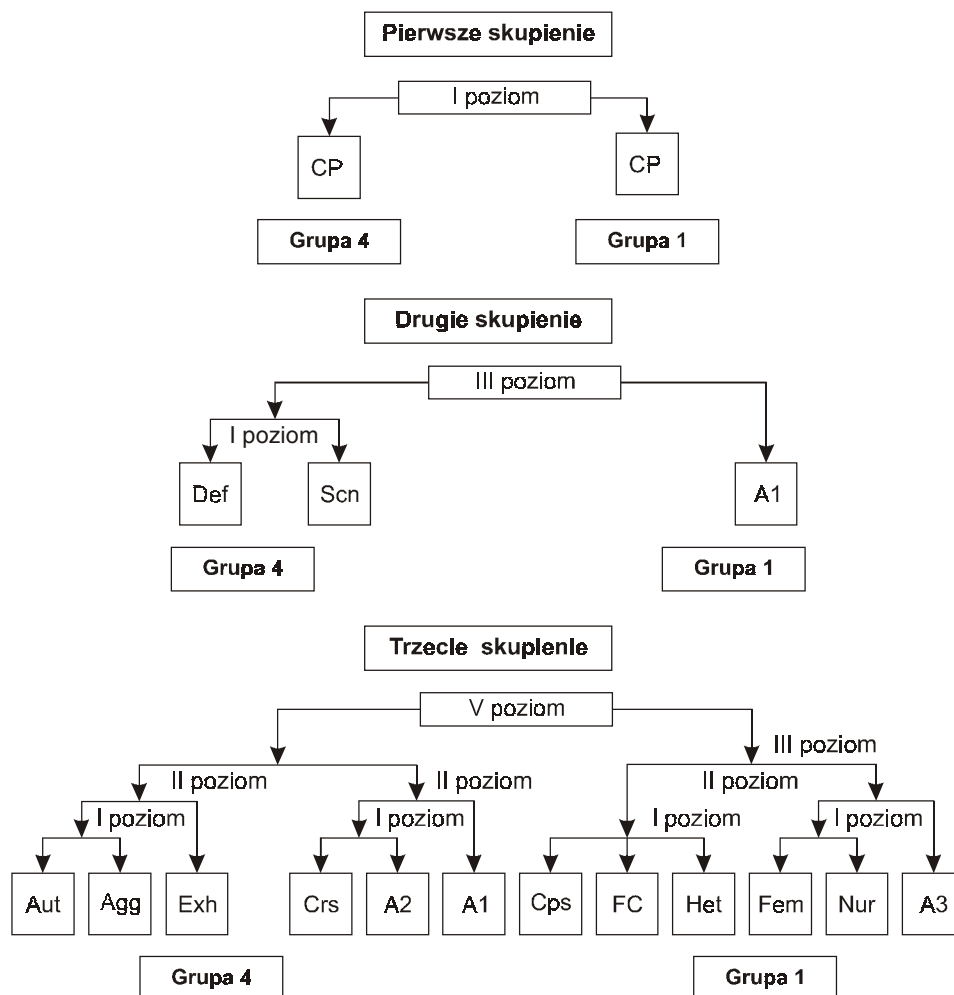 Pierwsze skupienie
I poziom
CP CP
Grupa 4 Grupa 1
Drugie skupienie
III poziom
I poziom
Def Scn A1
Grupa 4 Grupa 1
Trzecie skupienie
V poziom
III poziom
II poziom II poziom II poziom
I poziom I poziom I poziom I poziom
Aut Agg Exh Crs A2 A1 Cps FC Het Fem Nur A3
Grupa 4 Grupa 1